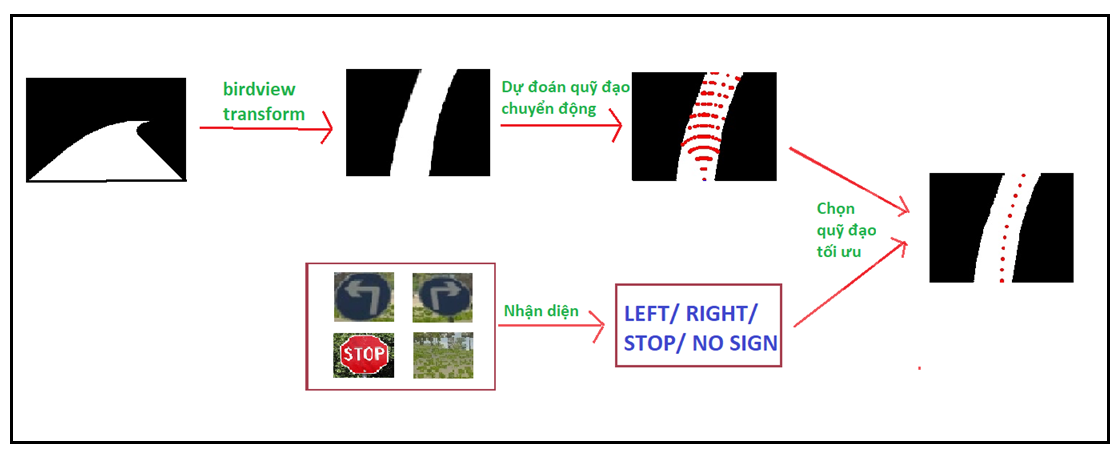 birdview
transform
Dự đoán quỹ đạo
chuyển động
Chọn
quỹ đạo
tối ưu
STOP
Nhận diện
LEFT/ RIGHT/
STOP/ NO SIGN